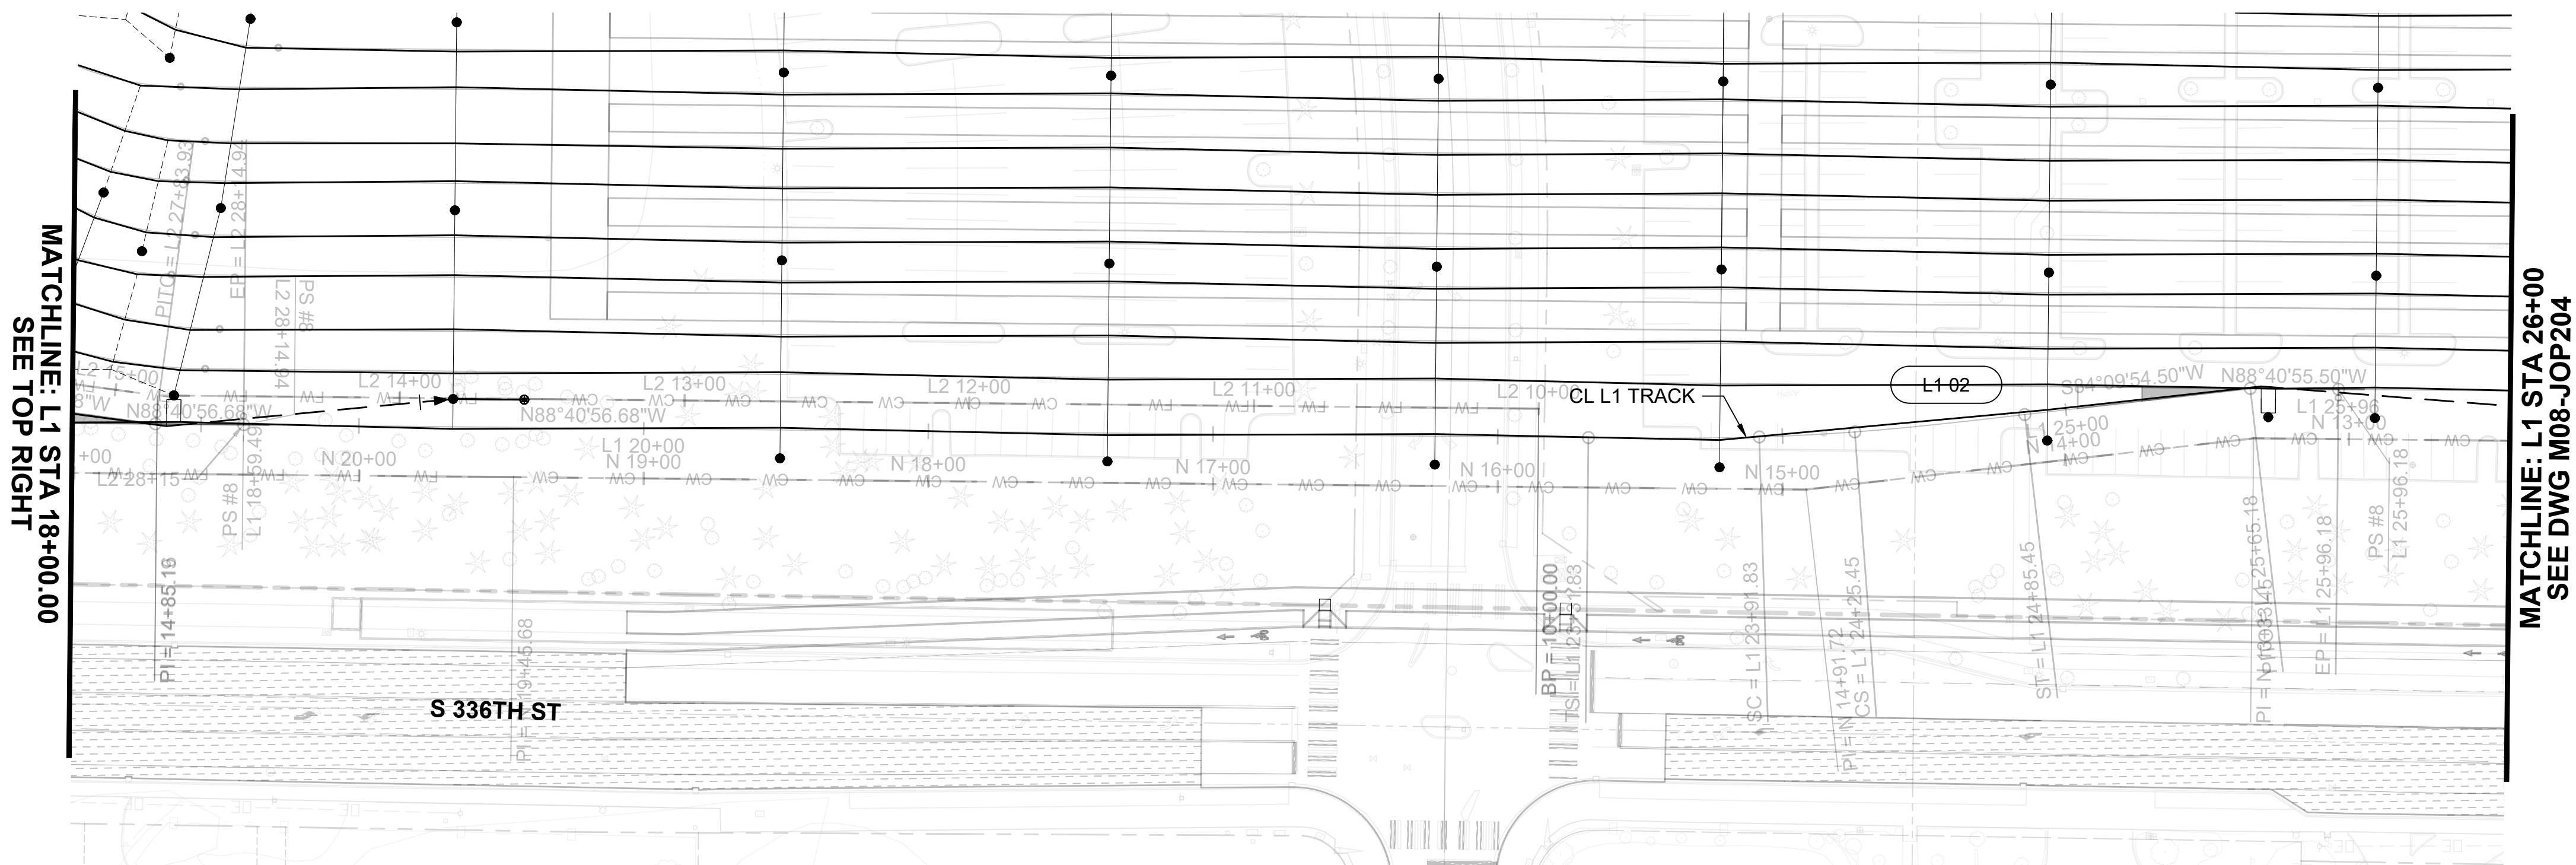 MATCHLINE: L1 STA 18+00.00
SEE TOP RIGHT
PITO = L2 27+83.93
EP = L2 28+14.94
PS #8
L2 28+14.94
L2 15+00
L2 14+00
L2 13+00
L2 12+00
L2 11+00
L2 10+00
CL L1 TRACK
L1 02
S84°09'54.50"W
N88°40'55.50"W
8"W
N88°40'56.68"W
N88°40'56.68"W
L1 25+96
N 13+00
L1 25+00
N 14+00
L1 20+00
+00
L2 28+15
N 20+00
N 19+00
N 18+00
N 17+00
N 16+00
N 15+00
FW
CW
PS #8
L1 18+59.49
PI = 14+85.19
PI = N 19+45.68
BP = 10+00.00
SC = L1 23+91.83
PI = N 14+91.72
CS = L1 24+25.45
ST = L1 24+85.45
EP = L1 25+96.18
PS #8
L1 25+96.18
S 336TH ST
MATCHLINE: L1 STA 26+00
SEE DWG M08-JOP204